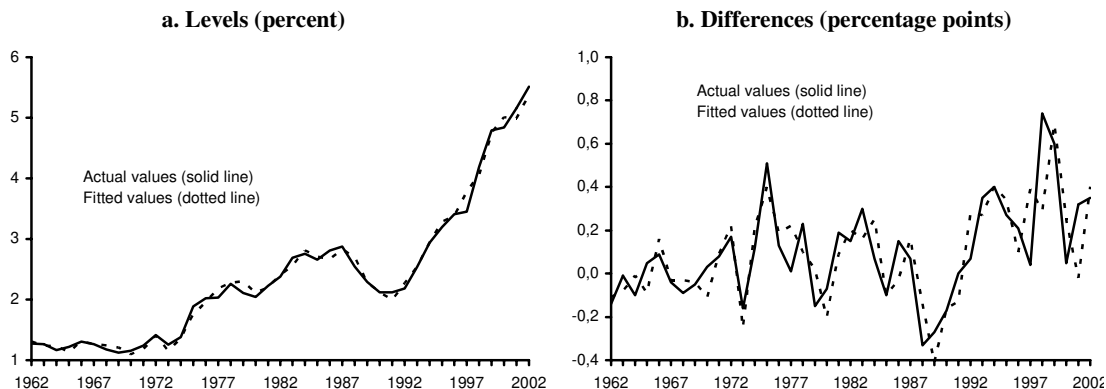 a. Levels (percent)
6
5
4
3
2
1
Actual values (solid line)
Fitted values (dotted line)
1962 1967 1972 1977 1982 1987 1992 1997 2002
b. Differences (percentage points)
1,0
0,8
0,6
0,4
0,2
0,0
-0,2
-0,4
Actual values (solid line)
Fitted values (dotted line)
1962 1967 1972 1977 1982 1987 1992 1997 2002